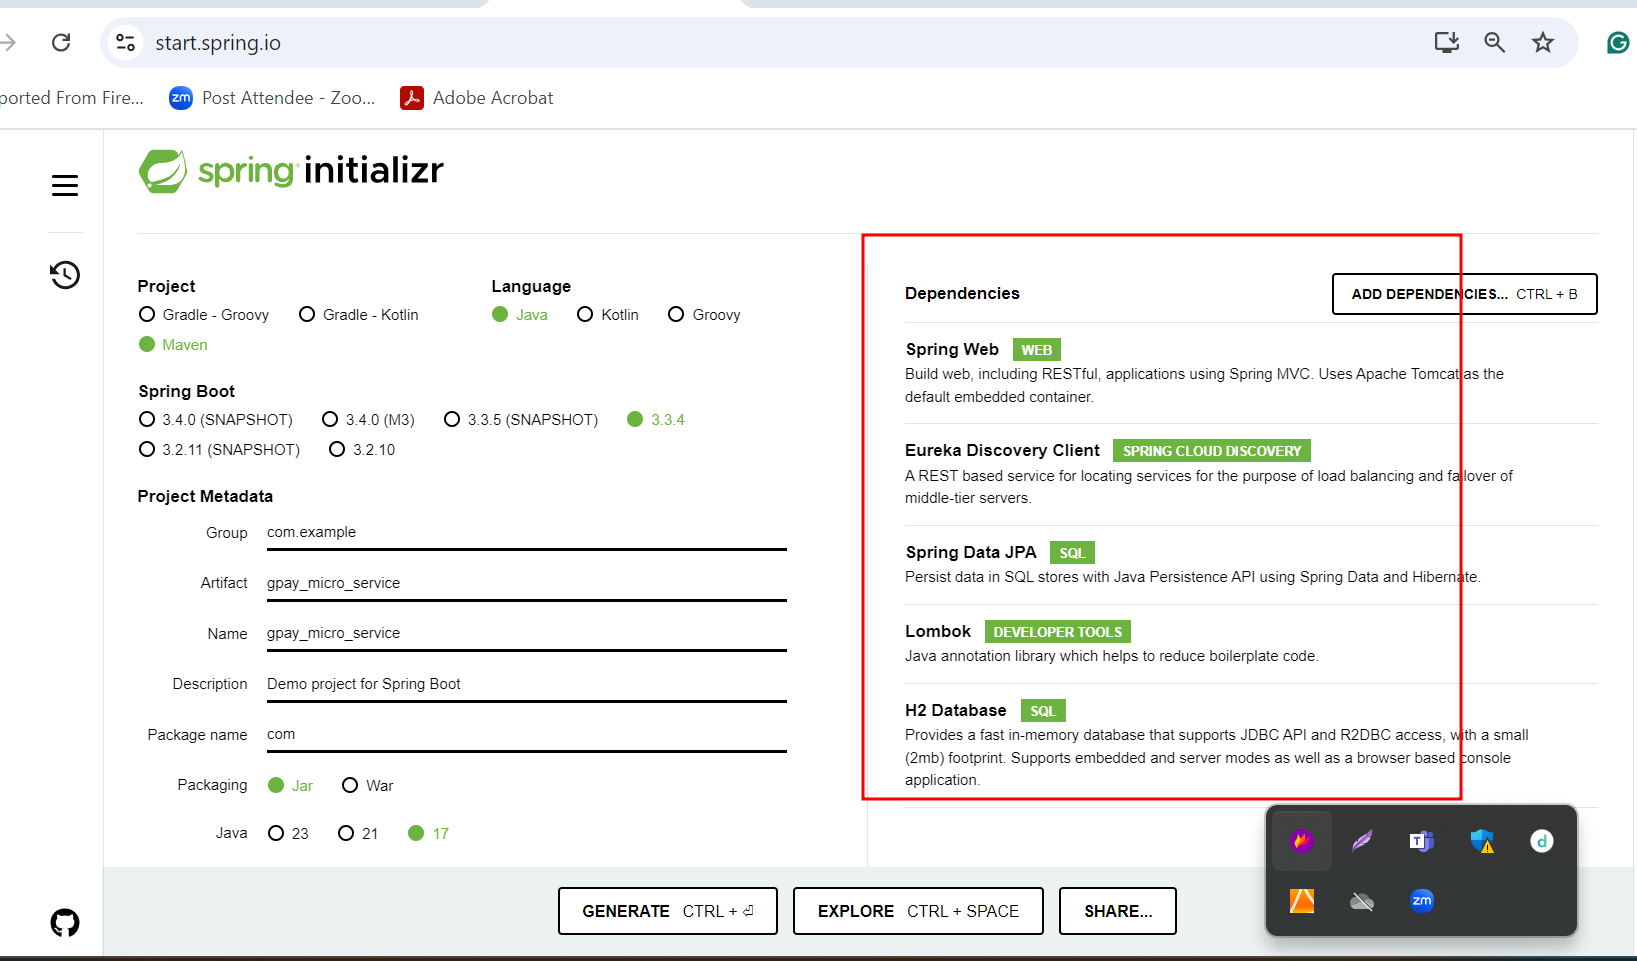 start.spring.io
ported From Fire...
zm Post Attendee - Zoo...
Adobe Acrobat
spring initializr
Project
Gradle - Groovy
Gradle - Kotlin
Maven
Language
Java
Kotlin
Groovy
Spring Boot
3.4.0 (SNAPSHOT)
3.4.0 (M3)
3.3.5 (SNAPSHOT)
3.3.4
3.2.11 (SNAPSHOT)
3.2.10
Project Metadata
Group com.example
Artifact gpay_micro_service
Name gpay_micro_service
Description Demo project for Spring Boot
Package name com
Packaging Jar War
Java 23 21 17
Dependencies
ADD DEPENDENCIES... CTRL + B
Spring Web WEB
Build web, including RESTful, applications using Spring MVC. Uses Apache Tomcat as the
default embedded container.
Eureka Discovery Client SPRING CLOUD DISCOVERY
A REST based service for locating services for the purpose of load balancing and failover of
middle-tier servers.
Spring Data JPA SQL
Persist data in SQL stores with Java Persistence API using Spring Data and Hibernate.
Lombok DEVELOPER TOOLS
Java annotation library which helps to reduce boilerplate code.
H2 Database SQL
Provides a fast in-memory database that supports JDBC API and R2DBC access, with a small
(2mb) footprint. Supports embedded and server modes as well as a browser based console
application.
GENERATE CTRL + ⏎
EXPLORE CTRL + SPACE
SHARE...
T
d
zm